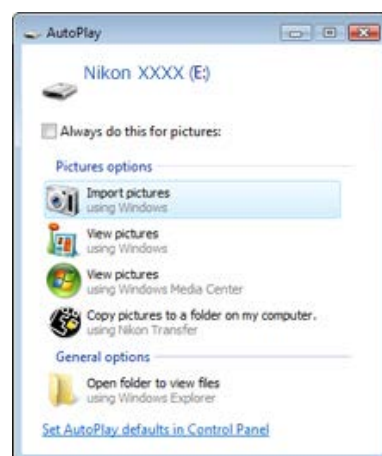 AutoPlay
Nikon XXXX (E:)
Always do this for pictures:
Pictures options
Import pictures
using Windows
View pictures
using Windows
View pictures
using Windows Media Center
Copy pictures to a folder on my computer.
using Nikon Transfer
General options
Open folder to view files
using Windows Explorer
Set AutoPlay defaults in Control Panel